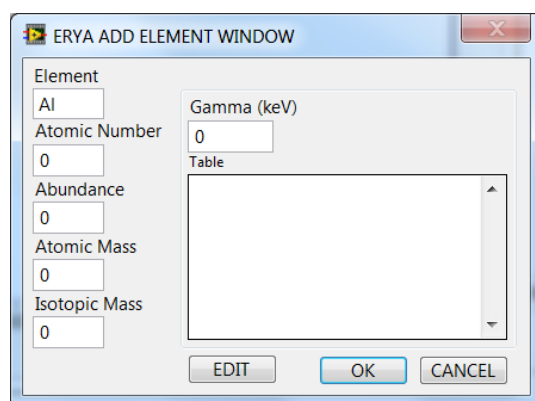 ERYA ADD ELEMENT WINDOW
Element
Al
Atomic Number
0
Abundance
0
Atomic Mass
0
Isotopic Mass
0
Gamma (keV)
0
Table
EDIT
OK
CANCEL